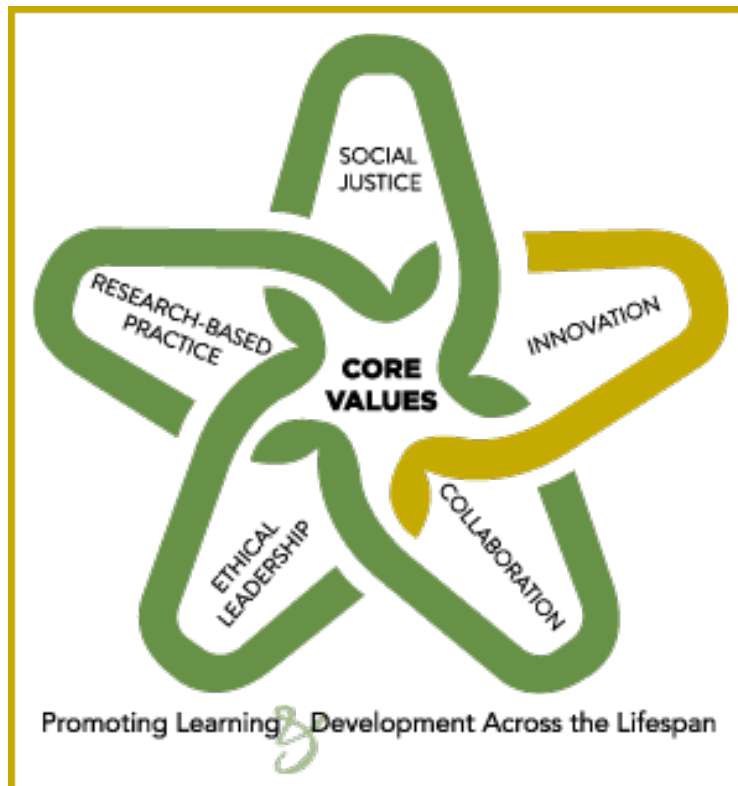 SOCIAL
JUSTICE
RESEARCH-BASED
PRACTICE
INNOVATION
CORE
VALUES
ETHICAL
LEADERSHIP
COLLABORATION
Promoting Learning & Development Across the Lifespan